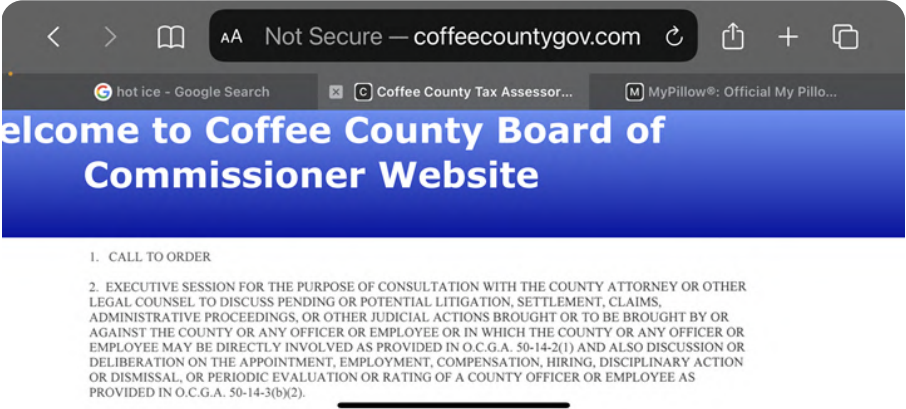 AA Not Secure — coffeecountygov.com
hot ice - Google Search
C Coffee County Tax Assessor...
M MyPillow®: Official My Pillo...
elcome to Coffee County Board of
Commissioner Website
1. CALL TO ORDER
2. EXECUTIVE SESSION FOR THE PURPOSE OF CONSULTATION WITH THE COUNTY ATTORNEY OR OTHER
LEGAL COUNSEL TO DISCUSS PENDING OR POTENTIAL LITIGATION, SETTLEMENT, CLAIMS,
ADMINISTRATIVE PROCEEDINGS, OR OTHER JUDICIAL ACTIONS BROUGHT OR TO BE BROUGHT BY OR
AGAINST THE COUNTY OR ANY OFFICER OR EMPLOYEE OR IN WHICH THE COUNTY OR ANY OFFICER OR
EMPLOYEE MAY BE DIRECTLY INVOLVED AS PROVIDED IN O.C.G.A. 50-14-2(1) AND ALSO DISCUSSION OR
DELIBERATION ON THE APPOINTMENT, EMPLOYMENT, COMPENSATION, HIRING, DISCIPLINARY ACTION
OR DISMISSAL, OR PERIODIC EVALUATION OR RATING OF A COUNTY OFFICER OR EMPLOYEE AS
PROVIDED IN O.C.G.A. 50-14-3(b)(2).